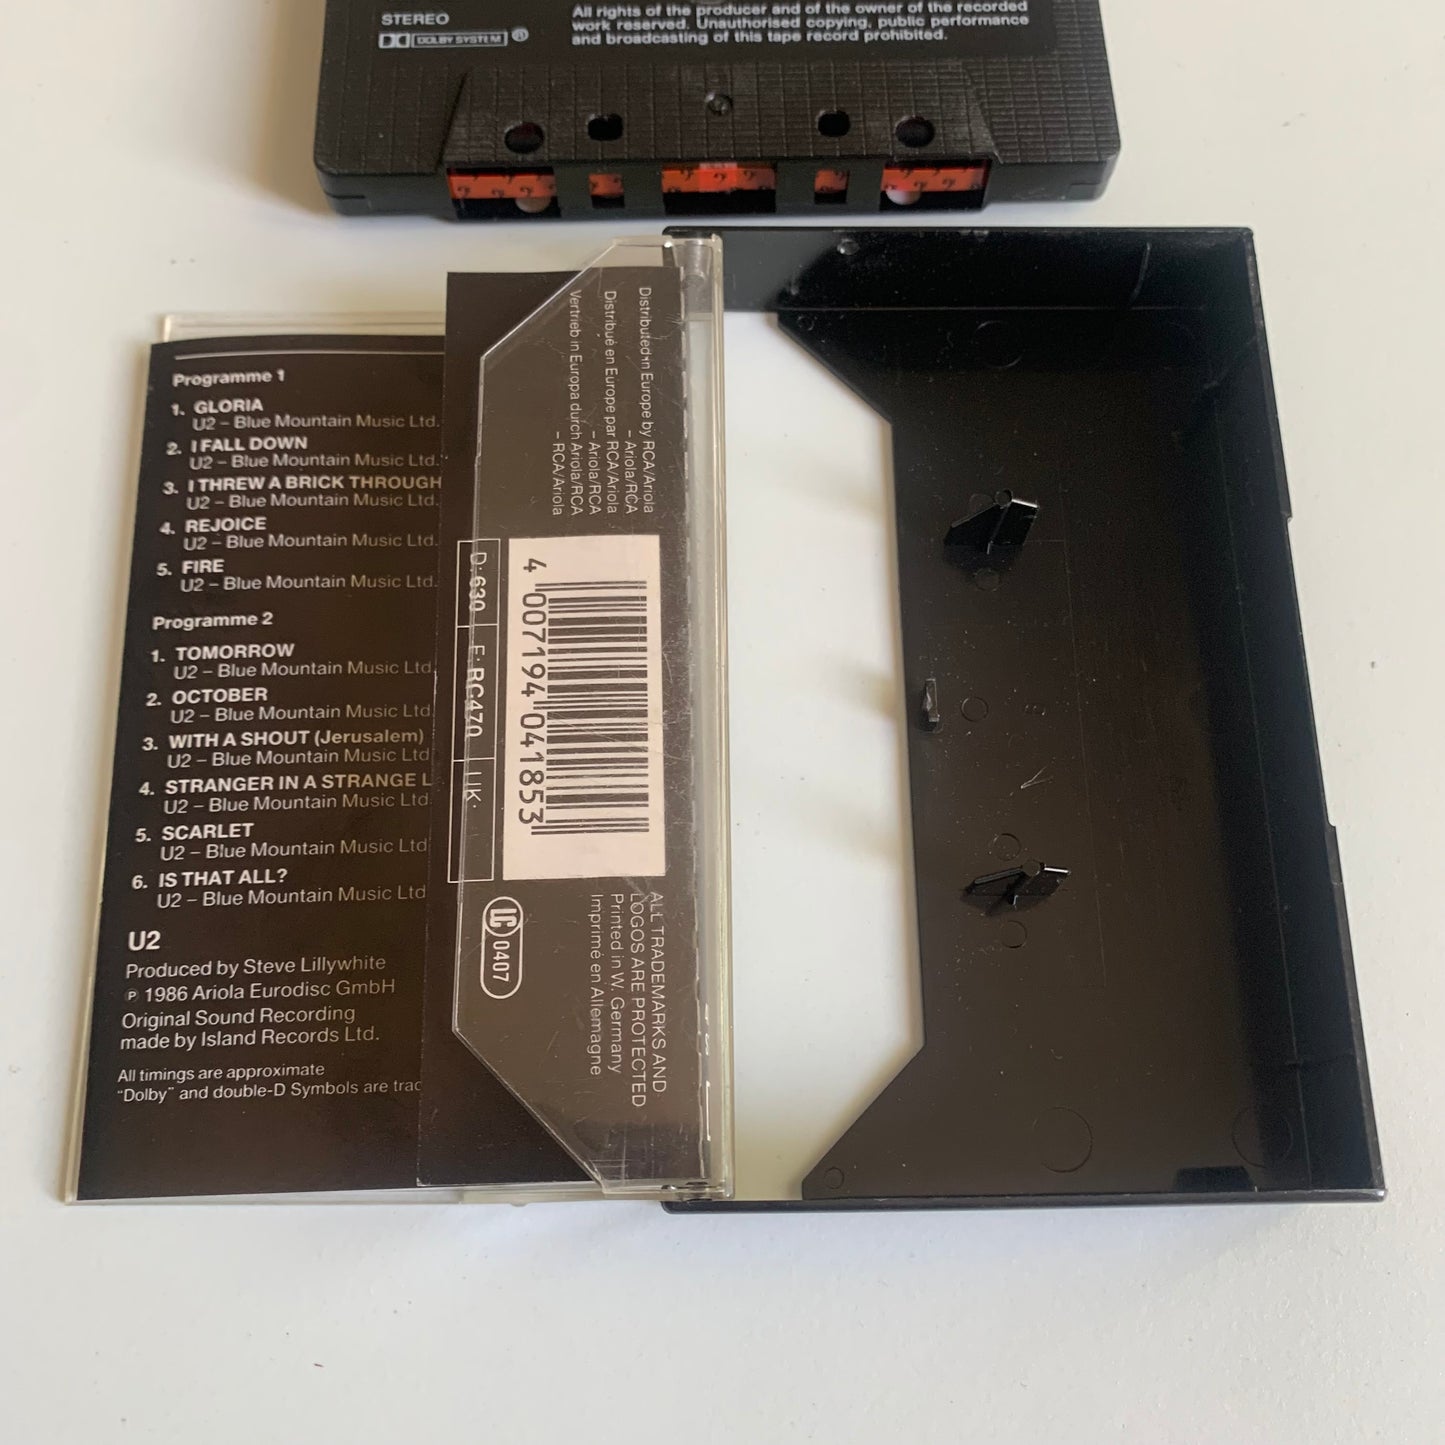 STEREO
DOLBY SYSTEM ®
All rights of the producer and of the owner of the recorded
work reserved. Unauthorised copying, public performance
and broadcasting of this tape record prohibited.
Programme 1
1. GLORIA
U2 – Blue Mountain Music Ltd.
2. I FALL DOWN
U2 – Blue Mountain Music Ltd.
3. I THREW A BRICK THROUGH
U2 – Blue Mountain Music Ltd.
4. REJOICE
U2 – Blue Mountain Music Ltd.
5. FIRE
U2 – Blue Mountain Music Ltd.
Programme 2
1. TOMORROW
U2 – Blue Mountain Music Ltd.
2. OCTOBER
U2 – Blue Mountain Music Ltd
3. WITH A SHOUT (Jerusalem)
U2 – Blue Mountain Music Ltd
4. STRANGER IN A STRANGE L
U2 – Blue Mountain Music Ltd
5. SCARLET
U2 – Blue Mountain Music Ltd
6. IS THAT ALL?
U2 – Blue Mountain Music Ltd
U2
Produced by Steve Lillywhite
℗ 1986 Ariola Eurodisc GmbH
Original Sound Recording
made by Island Records Ltd.
All timings are approximate
“Dolby” and double-D Symbols are trac
Distributed in Europe by RCA/Ariola
– Ariola/RCA
Distribué en Europe par RCA/Ariola
– Ariola/RCA
Vertrieb in Europa durch Ariola/RCA
– RCA/Ariola
D: 630
F: RC470
UK:
4 007194 041853
LC 0407
ALL TRADEMARKS AND
LOGOS ARE PROTECTED
Printed in W. Germany
Imprimé en Allemagne